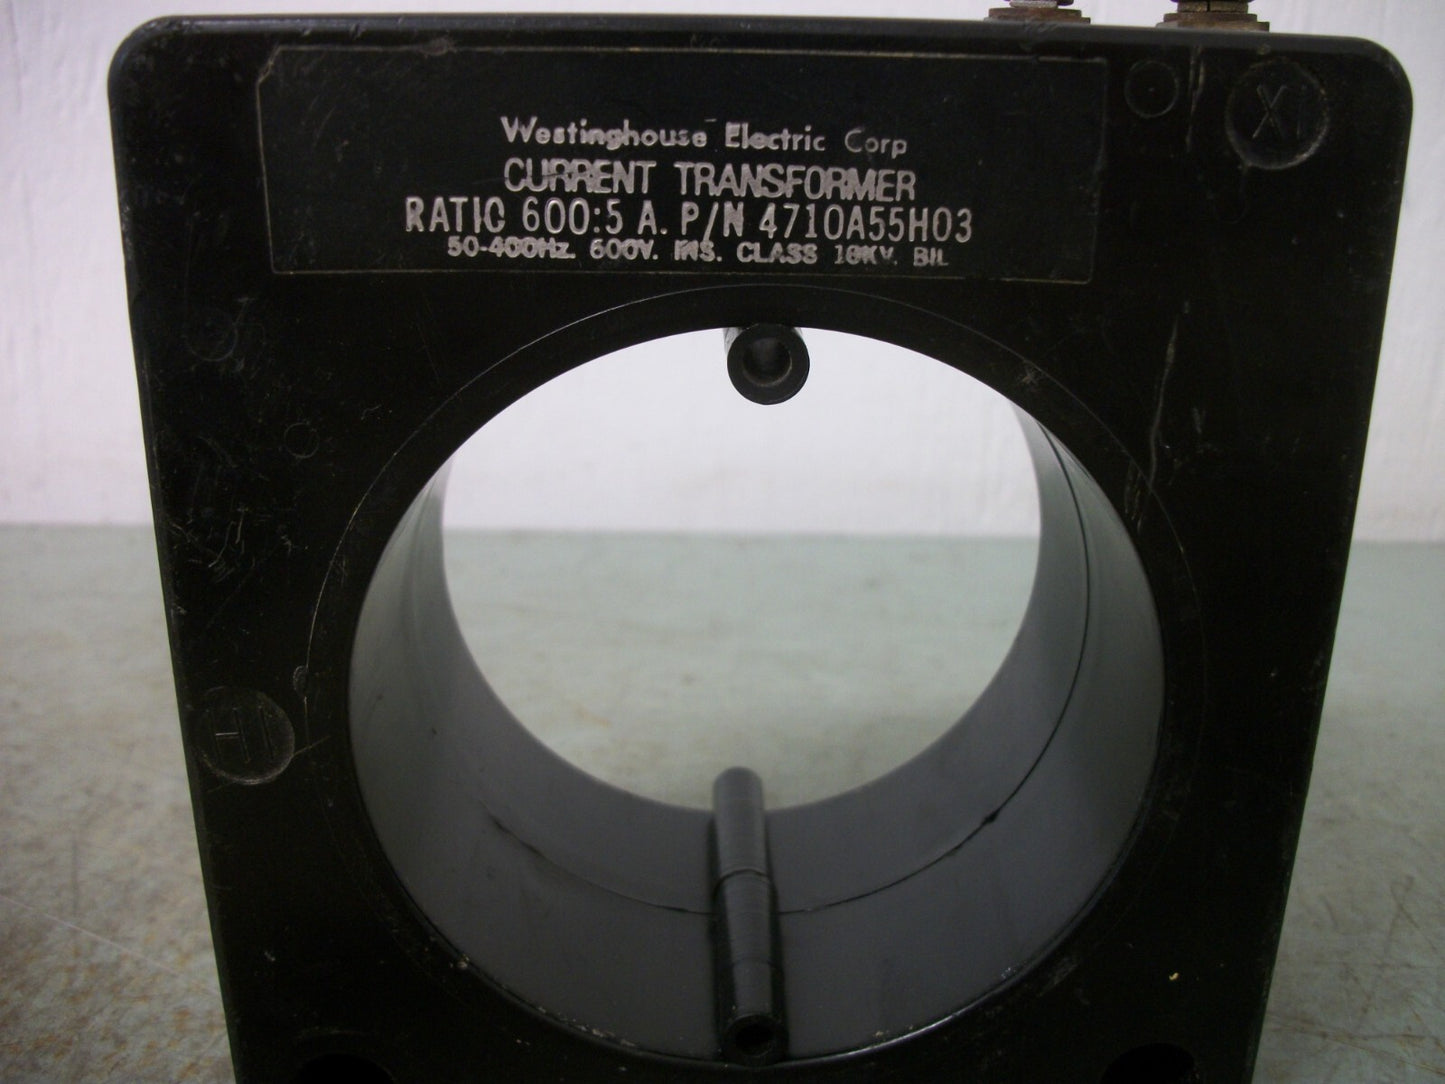 Westinghouse Electric Corp
CURRENT TRANSFORMER
RATIO 600:5 A. P/N 4710A55H03
50-400Hz. 600V. INS. CLASS 10KV. BIL
X1
H1